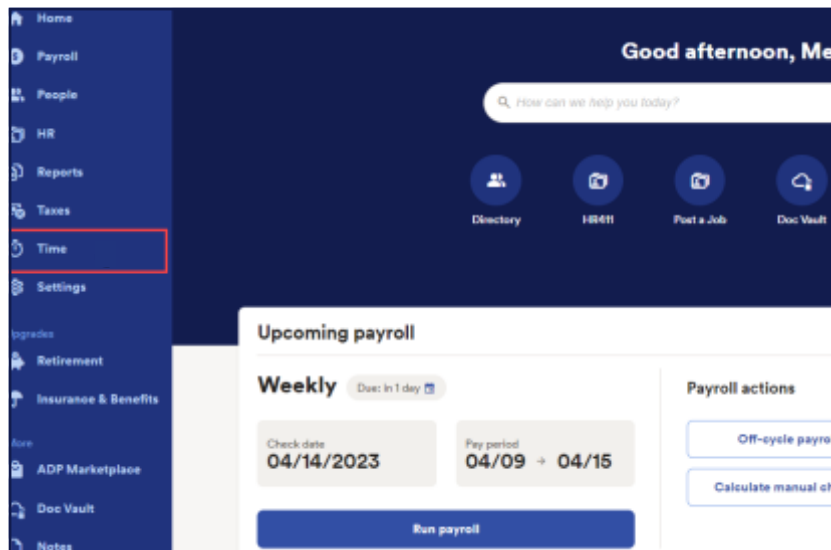 Home
Payroll
People
HR
Reports
Taxes
Time
Settings
Upgrades
Retirement
Insurance & Benefits
More
ADP Marketplace
Doc Vault
Notes
Good afternoon, Me
How can we help you today?
Directory
HR411
Post a Job
Doc Vault
Upcoming payroll
Weekly Due: In 1 day
Check date
04/14/2023
Pay period
04/09 → 04/15
Run payroll
Payroll actions
Off-cycle payro
Calculate manual ch